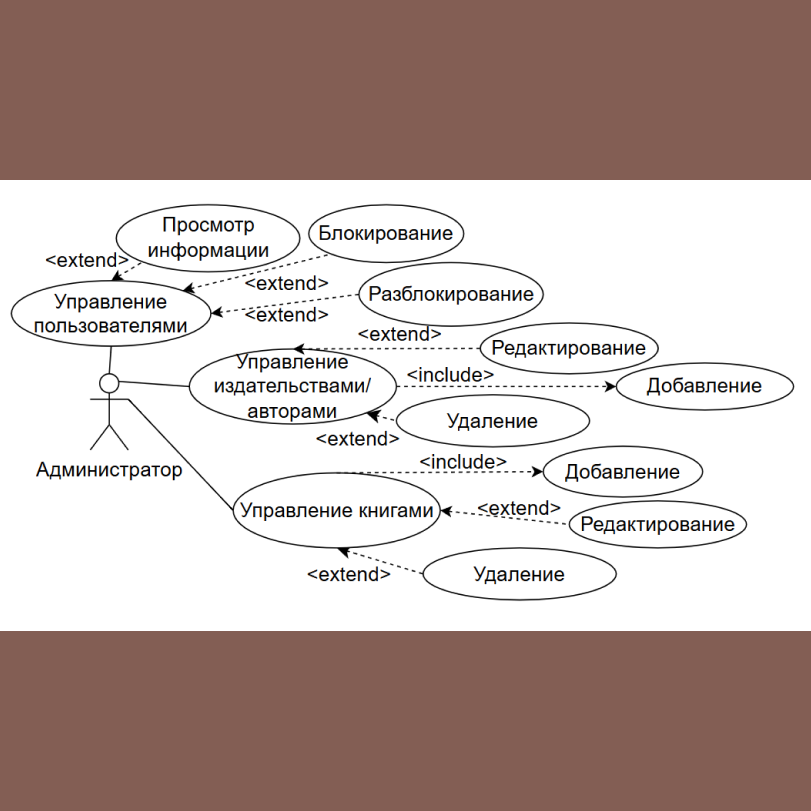 Просмотр
информации
Блокирование
<extend>
<extend>
Управление
пользователями
Разблокирование
<extend>
<extend>
Редактирование
Управление
издательствами/
авторами
<include>
Добавление
Удаление
<extend>
Администратор
<include>
Добавление
Управление книгами
<extend>
Редактирование
<extend>
Удаление